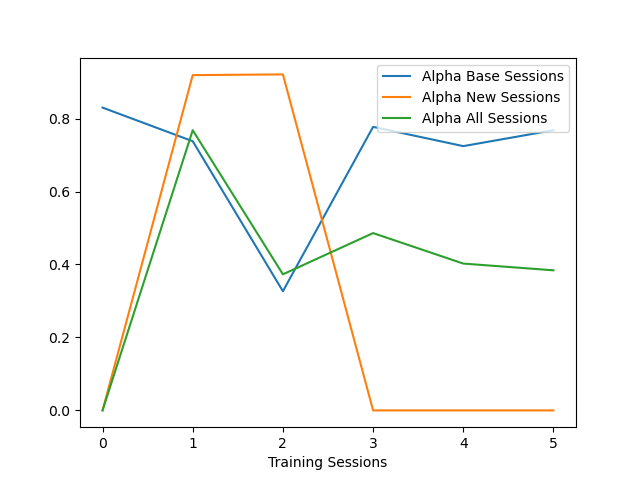 Alpha Base Sessions
Alpha New Sessions
Alpha All Sessions
0.8
0.6
0.4
0.2
0.0
0 1 2 3 4 5
Training Sessions